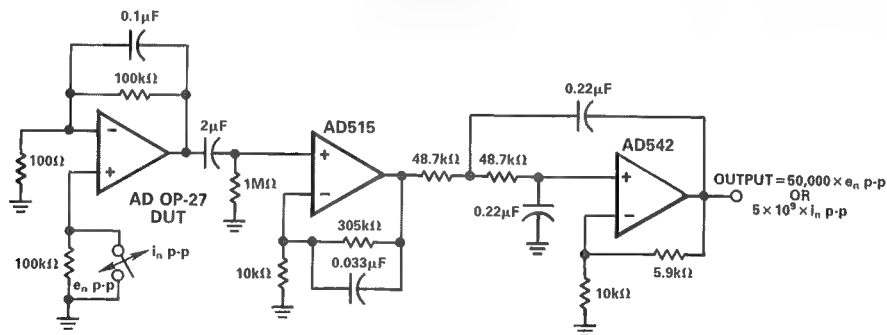 0.1µF
100kΩ
100Ω
−
+
AD OP-27
DUT
100kΩ
iₙ p-p
eₙ p-p
2µF
1MΩ
AD515
+
−
305kΩ
0.033µF
10kΩ
48.7kΩ
48.7kΩ
0.22µF
0.22µF
AD542
+
−
5.9kΩ
10kΩ
OUTPUT = 50,000 × eₙ p-p
OR
5 × 10⁹ × iₙ p-p